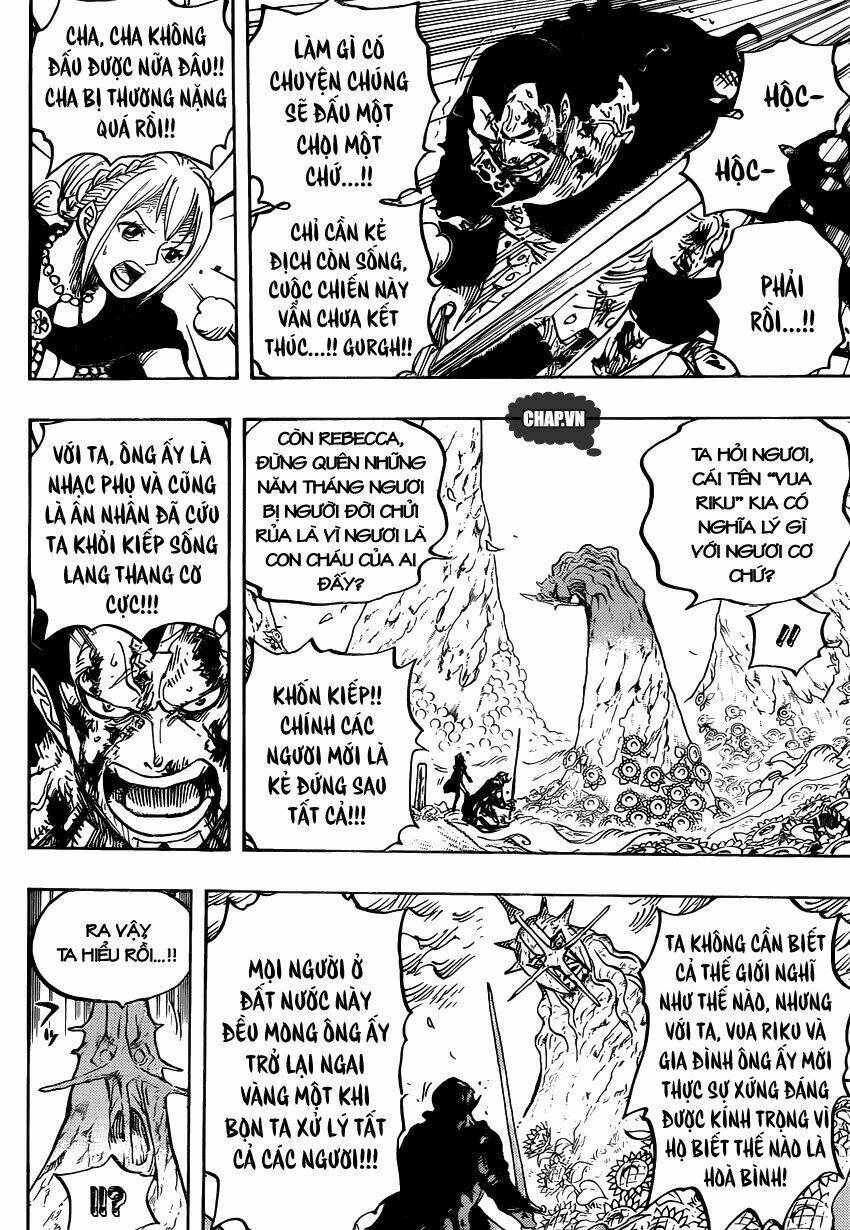 HỘC-
HỘC-
PHẢI
RỒI...!!
LÀM GÌ CÓ
CHUYỆN CHÚNG
SẼ ĐẤU MỘT
CHỌI MỘT
CHỨ...!!
CHỈ CẦN KẺ
ĐỊCH CÒN SỐNG,
CUỘC CHIẾN NÀY
VẪN CHƯA KẾT
THÚC...!! GURGH!!
CHA, CHA KHÔNG
ĐẤU ĐƯỢC NỮA ĐÂU!!
CHA BỊ THƯƠNG NẶNG
QUÁ RỒI!!
CHAP.VN
TA HỎI NGƯƠI,
CÁI TÊN "VUA
RIKU" KIA CÓ
NGHĨA LÝ GÌ
VỚI NGƯƠI CƠ
CHỨ?
!!
CÒN REBECCA,
ĐỪNG QUÊN NHỮNG
NĂM THÁNG NGƯƠI
BỊ NGƯỜI ĐỜI CHỬI
RỦA LÀ VÌ NGƯƠI LÀ
CON CHÁU CỦA AI
ĐẤY?
KHỐN KIẾP!!
CHÍNH CÁC
NGƯƠI MỚI LÀ
KẺ ĐỨNG SAU
TẤT CẢ!!!
VỚI TA, ÔNG ẤY LÀ
NHẠC PHỤ VÀ CŨNG
LÀ ÂN NHÂN ĐÃ CỨU
TA KHỎI KIẾP SỐNG
LANG THANG CƠ
CỰC!!!
TA KHÔNG CẦN BIẾT
CẢ THẾ GIỚI NGHĨ
NHƯ THẾ NÀO, NHƯNG
VỚI TA, VUA RIKU VÀ
GIA ĐÌNH ÔNG ẤY MỚI
THỰC SỰ XỨNG ĐÁNG
ĐƯỢC KÍNH TRỌNG VÌ
HỌ BIẾT THẾ NÀO LÀ
HOÀ BÌNH!
MỌI NGƯỜI Ở
ĐẤT NƯỚC NÀY
ĐỀU MONG ÔNG ẤY
TRỞ LẠI NGAI
VÀNG MỘT KHI
BỌN TA XỬ LÝ TẤT
CẢ CÁC NGƯƠI!!!
RA VẬY,
TA HIỂU RỒI...!!
!!?